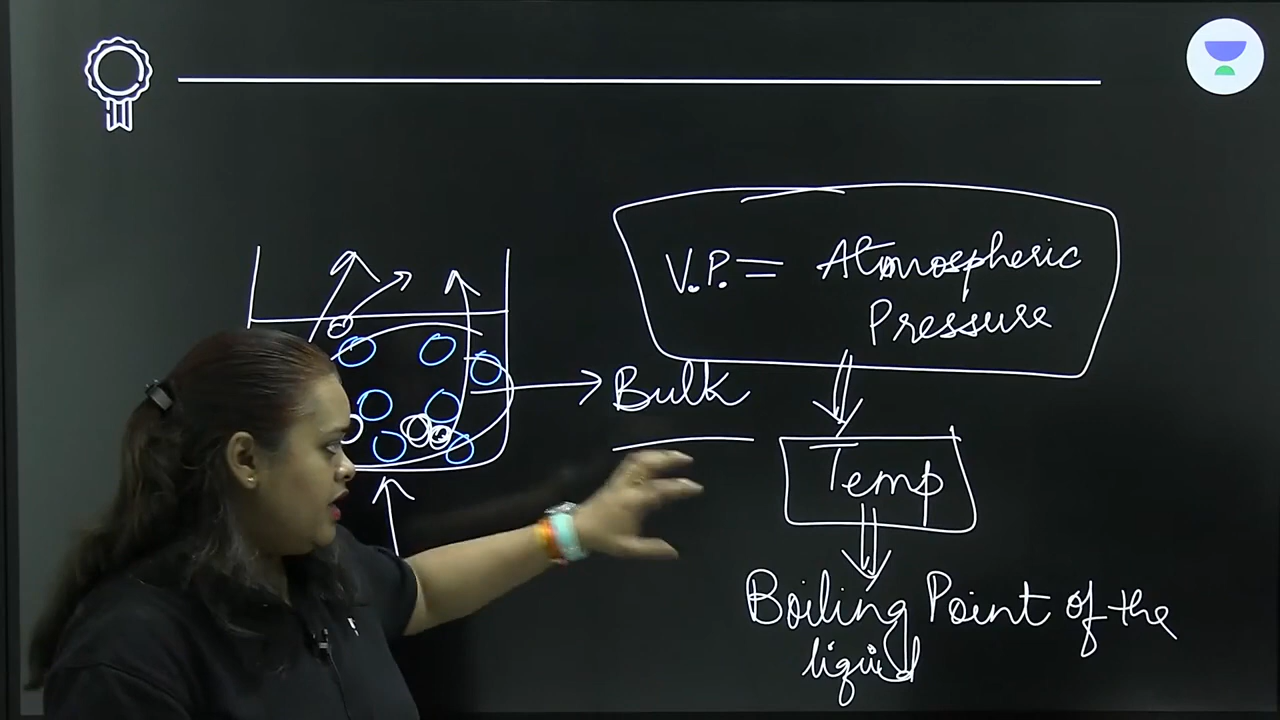 V.P. = Atmospheric
Pressure
Bulk
Temp
Boiling Point of the
liquid